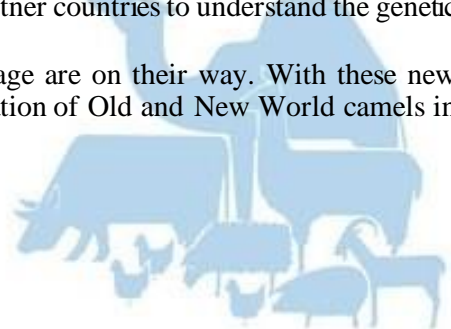 tner countries to understand the genetic
age are on their way. With these new
ation of Old and New World camels in